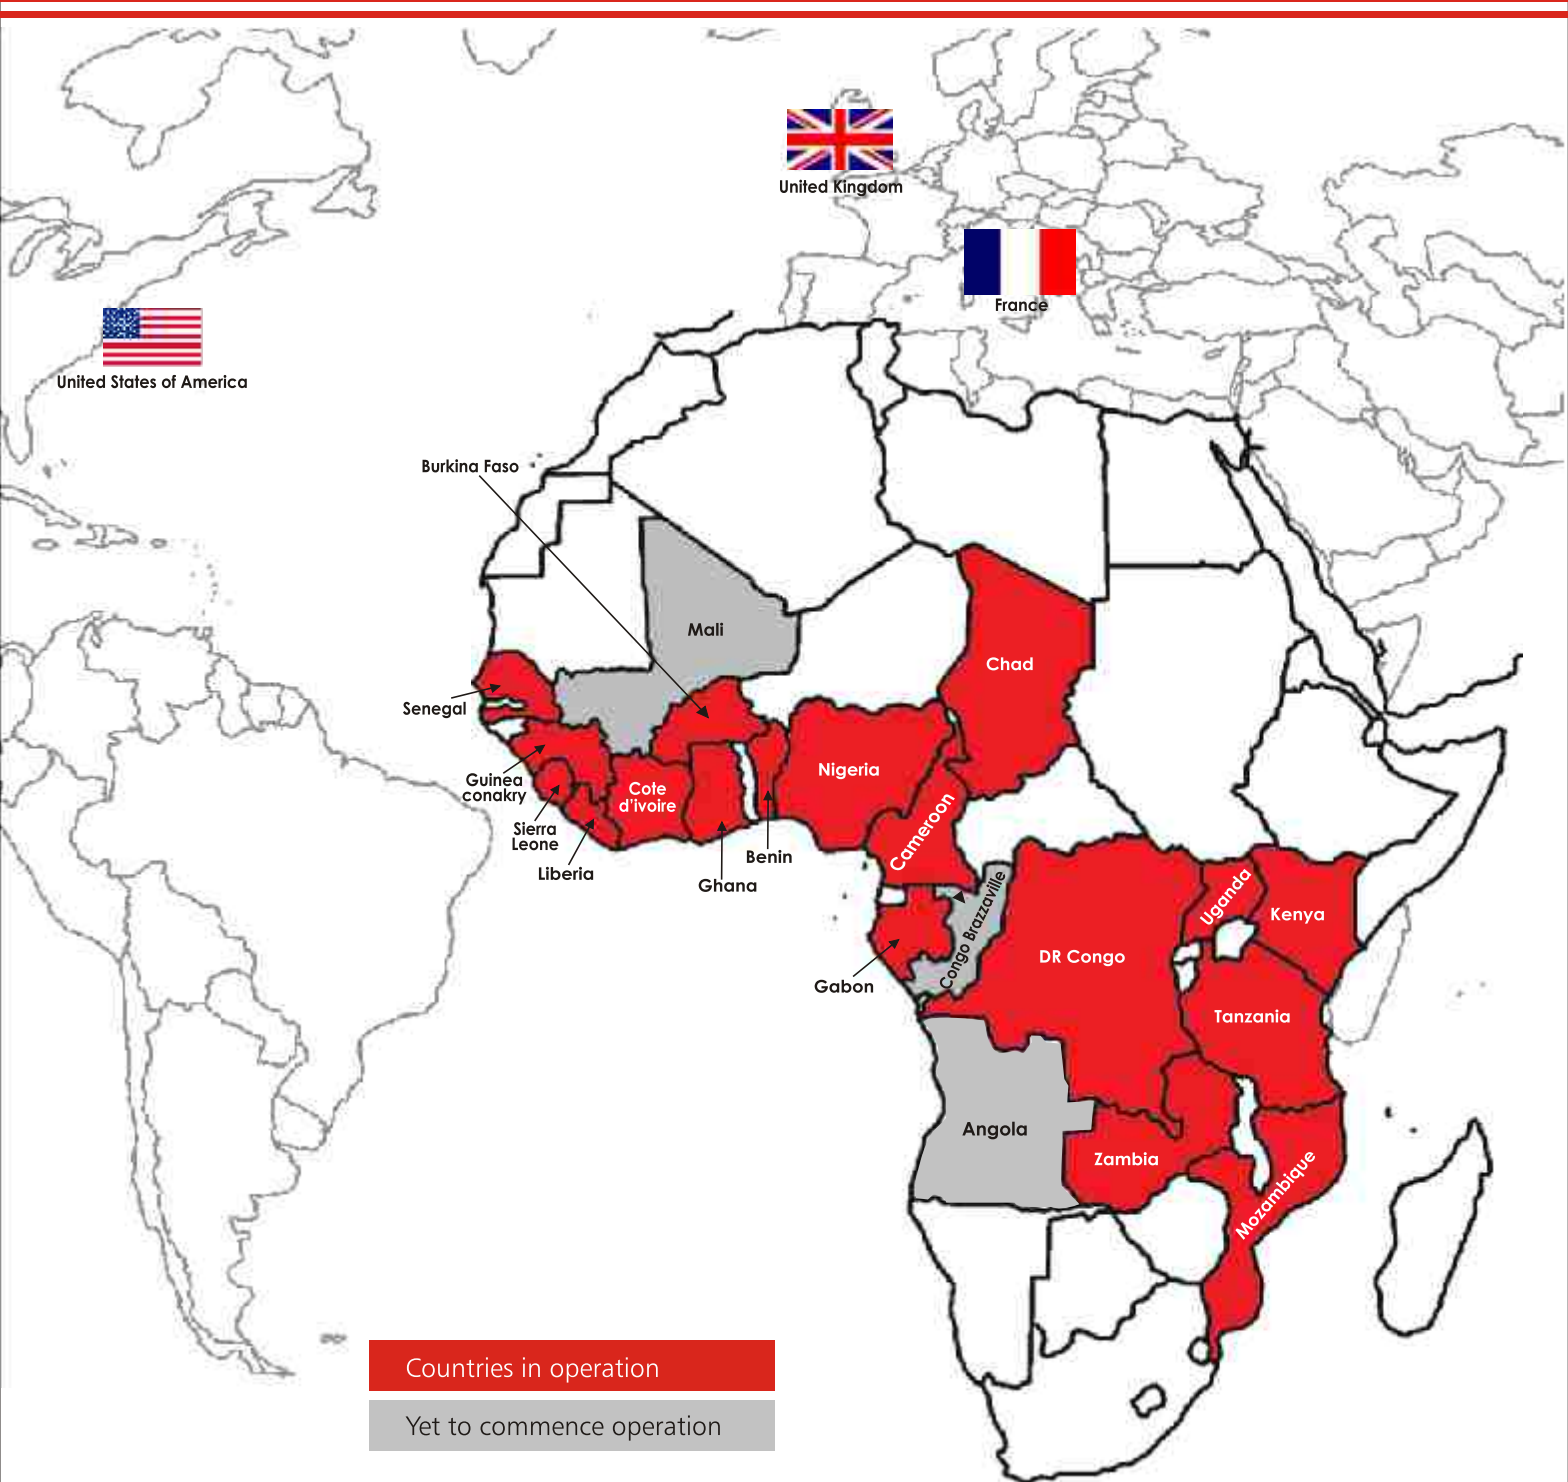 United Kingdom
France
United States of America
Burkina Faso
Mali
Chad
Senegal
Nigeria
Guinea
conakry
Cote
d'ivoire
Sierra
Leone
Liberia
Benin
Ghana
Cameroon
Congo Brazzaville
Uganda
Kenya
DR Congo
Gabon
Tanzania
Angola
Zambia
Mozambique
Countries in operation
Yet to commence operation